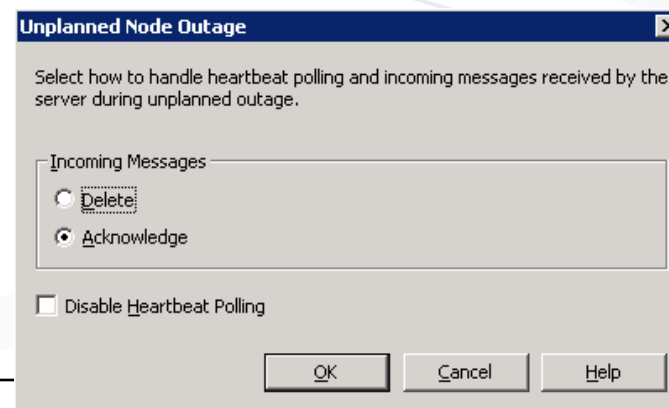 Unplanned Node Outage
Select how to handle heartbeat polling and incoming messages received by the
server during unplanned outage.
Incoming Messages
Delete
Acknowledge
Disable Heartbeat Polling
OK
Cancel
Help